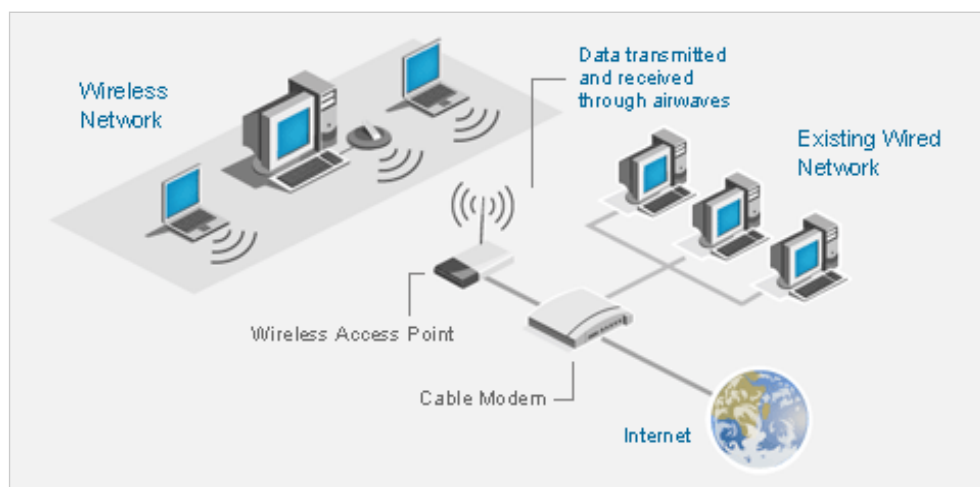 Wireless
Network
Data transmitted
and received
through airwaves
Existing Wired
Network
Wireless Access Point
Cable Modem
Internet